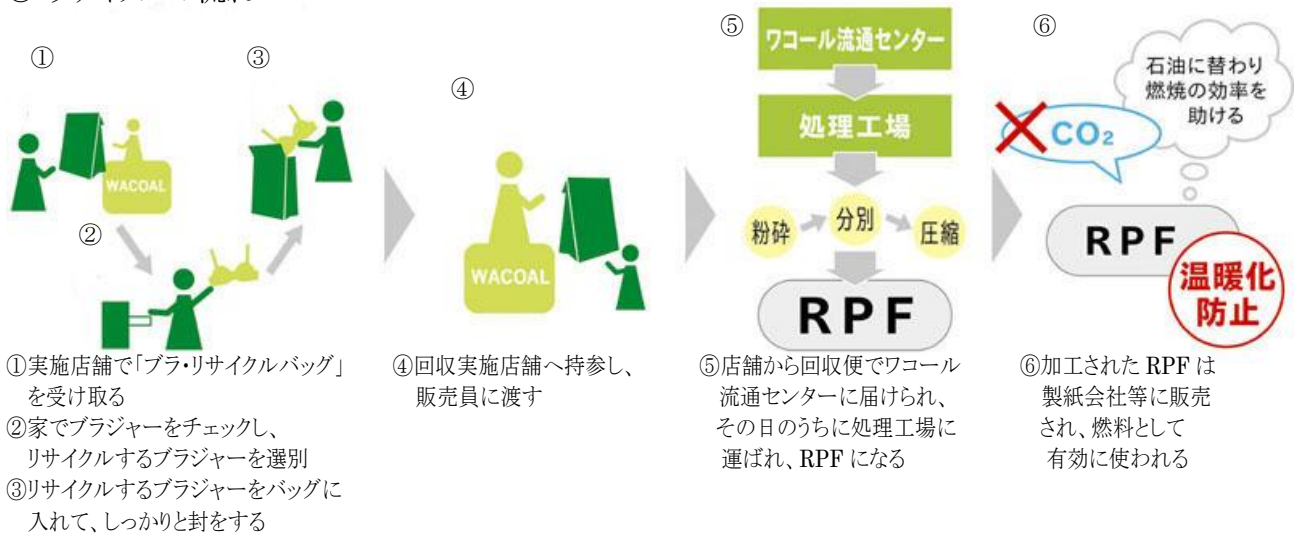 ①
③
WACOAL
②
④
WACOAL
⑤
ワコール流通センター
処理工場
粉砕
分別
圧縮
RPF
⑥
石油に替わり
燃焼の効率を
助ける
CO₂
RPF
温暖化
防止
①実施店舗で「ブラ・リサイクルバッグ」
を受け取る
②家でブラジャーをチェックし、
リサイクルするブラジャーを選別
③リサイクルするブラジャーをバッグに
入れて、しっかりと封をする
④回収実施店舗へ持参し、
販売員に渡す
⑤店舗から回収便でワコール
流通センターに届けられ、
その日のうちに処理工場に
運ばれ、RPF になる
⑥加工された RPF は
製紙会社等に販売
され、燃料として
有効に使われる